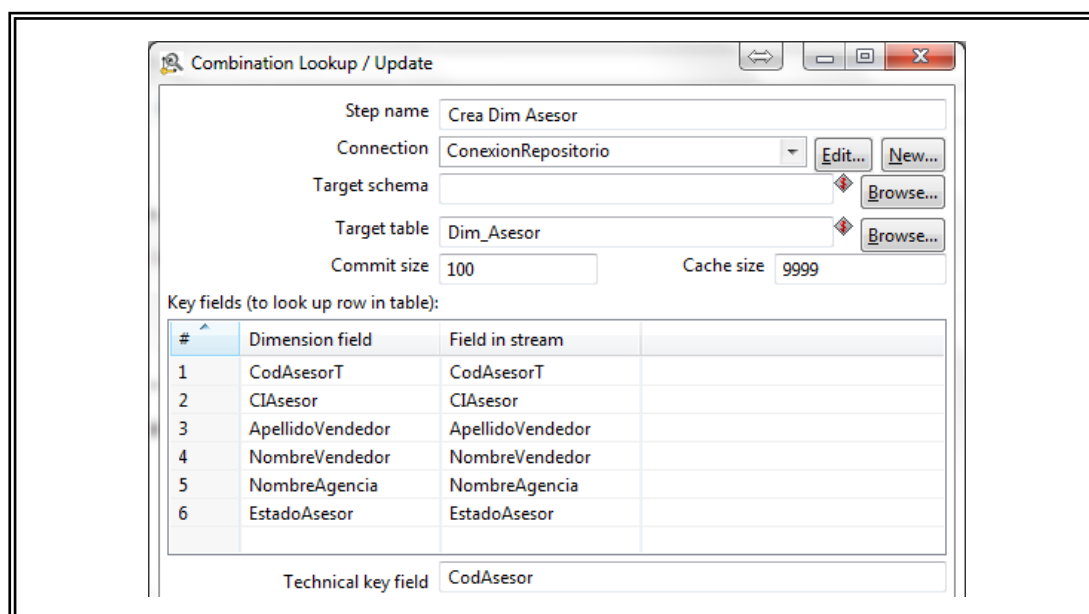 Combination Lookup / Update
Step name Crea Dim Asesor
Connection ConexionRepositorio Edit... New...
Target schema Browse...
Target table Dim_Asesor Browse...
Commit size 100 Cache size 9999
Key fields (to look up row in table):
# Dimension field Field in stream
1 CodAsesorT CodAsesorT
2 CIAsesor CIAsesor
3 ApellidoVendedor ApellidoVendedor
4 NombreVendedor NombreVendedor
5 NombreAgencia NombreAgencia
6 EstadoAsesor EstadoAsesor
Technical key field CodAsesor